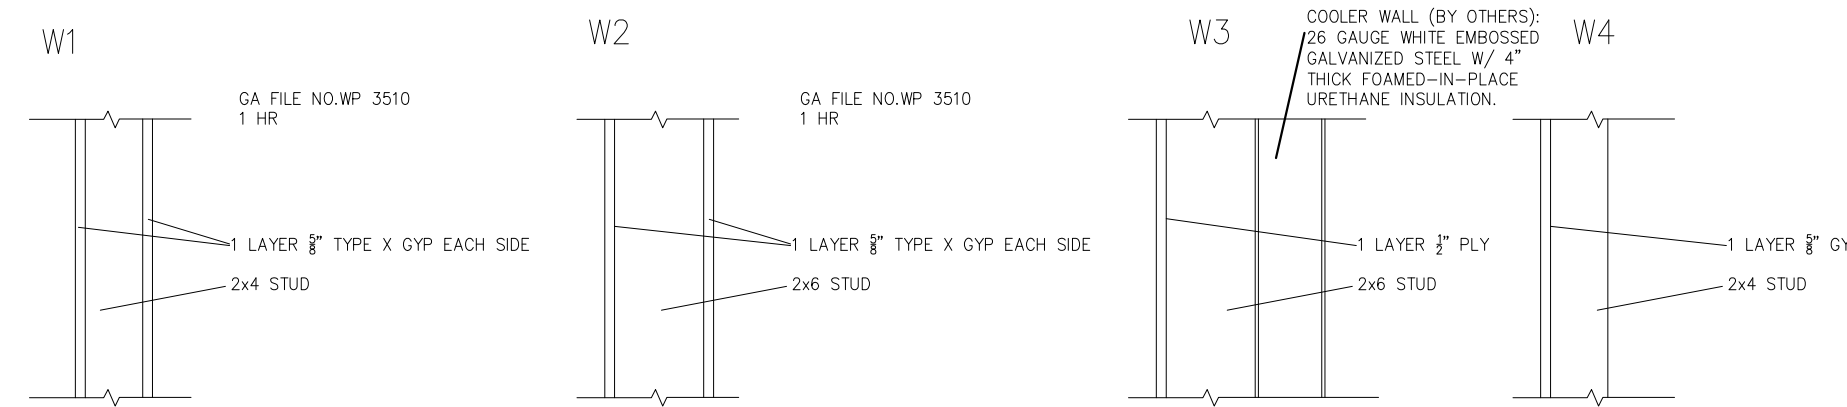 W1
GA FILE NO.WP 3510
1 HR
1 LAYER 5/8" TYPE X GYP EACH SIDE
2x4 STUD
W2
GA FILE NO.WP 3510
1 HR
1 LAYER 5/8" TYPE X GYP EACH SIDE
2x6 STUD
W3
COOLER WALL (BY OTHERS):
26 GAUGE WHITE EMBOSSED
GALVANIZED STEEL W/ 4"
THICK FOAMED-IN-PLACE
URETHANE INSULATION.
1 LAYER 1/2" PLY
2x6 STUD
W4
1 LAYER 5/8"
2x4 STUD